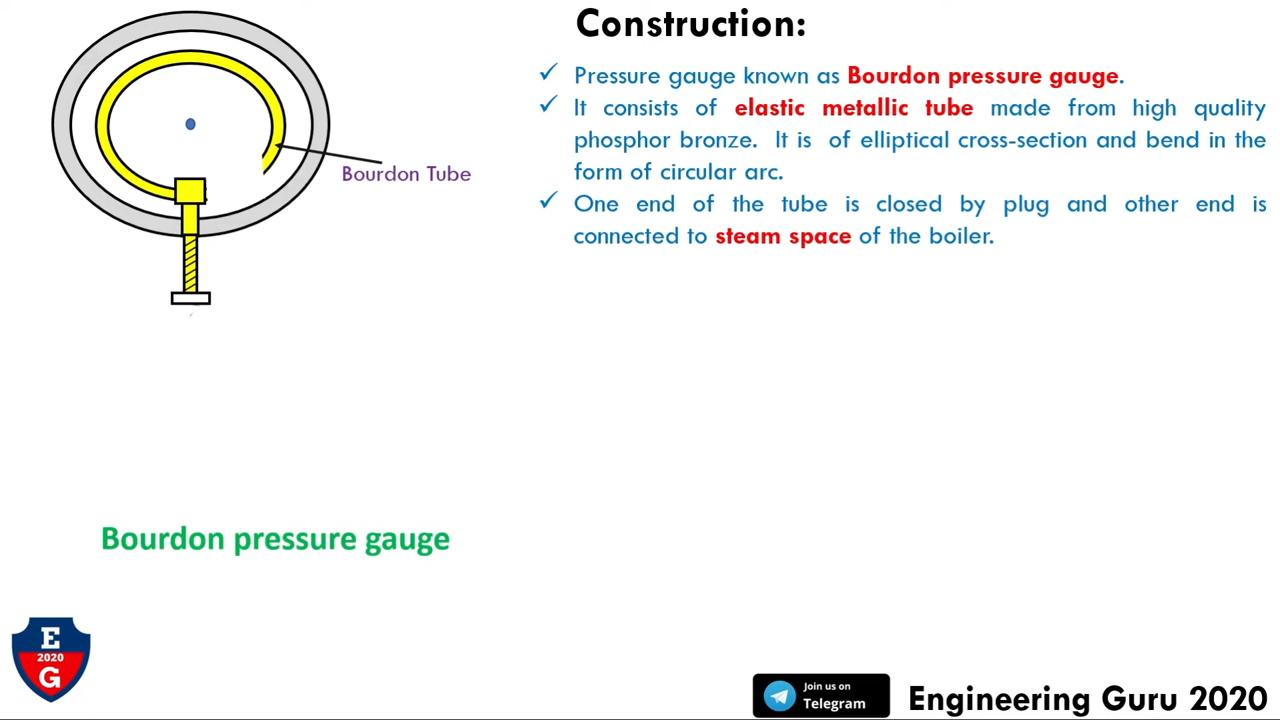 Construction:
✓ Pressure gauge known as Bourdon pressure gauge.
✓ It consists of elastic metallic tube made from high quality
phosphor bronze. It is of elliptical cross-section and bend in the
form of circular arc.
✓ One end of the tube is closed by plug and other end is
connected to steam space of the boiler.
Bourdon Tube
Bourdon pressure gauge
E
2020
G
Join us on
Telegram
Engineering Guru 2020